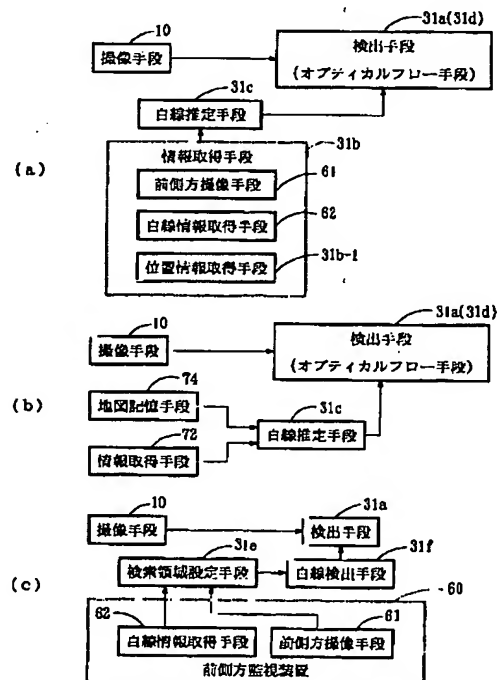 31a(31d)
10
撮像手段
検出手段
(オプティカルフロー手段)
31c
白線推定手段
31b
(a)
情報取得手段
61
前側方撮像手段
62
白線情報取得手段
31b-1
位置情報取得手段
10
撮像手段
31a(31d)
検出手段
(オプティカルフロー手段)
(b)
74
地図記憶手段
31c
白線推定手段
72
情報取得手段
10
撮像手段
31a
検出手段
31e
検索領域設定手段
31f
白線検出手段
(c)
60
62
白線情報取得手段
61
前側方撮像手段
前側方監視装置